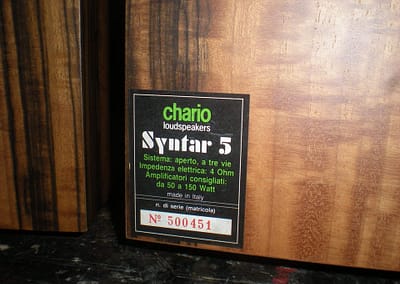 chario
loudspeakers
Syntar 5
Sistema: aperto, a tre vie
Impedenza elettrica: 4 Ohm
Amplificatori consigliati:
da 50 a 150 Watt
made in Italy
n. di serie (matricola)
Nº 500451